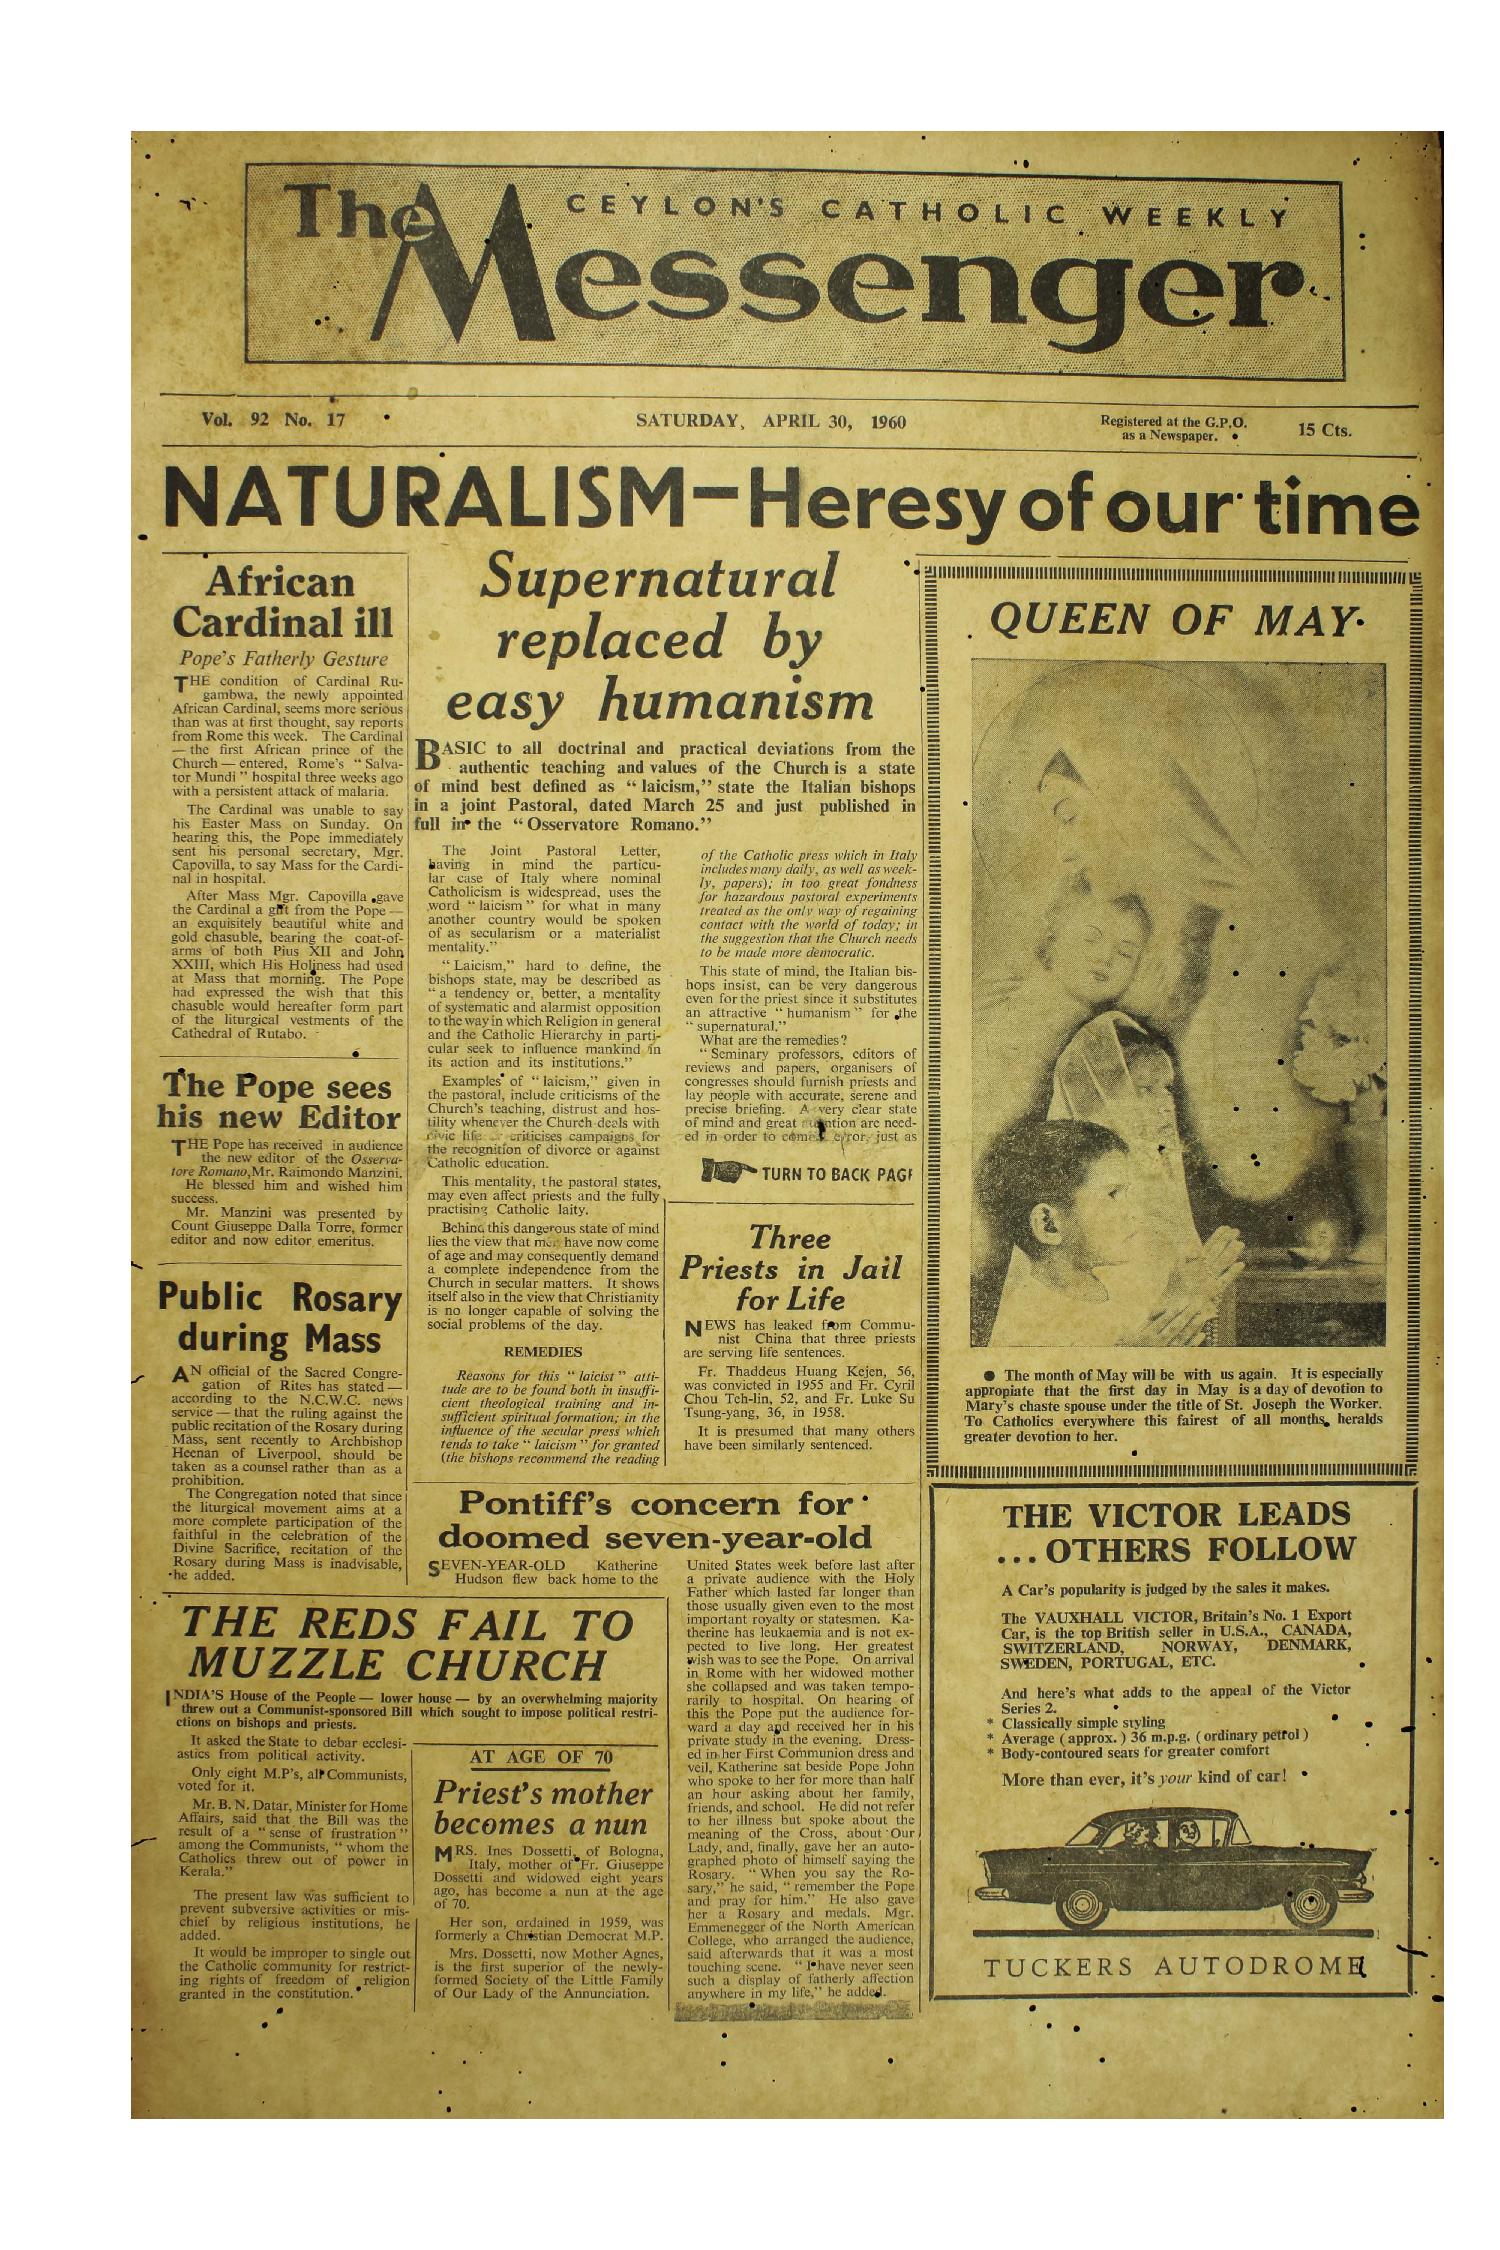 The Messenger
CEYLON'S CATHOLIC WEEKLY
Vol. 92 No. 17
SATURDAY, APRIL 30, 1960
Registered at the G.P.O.
as a Newspaper.
15 Cts.
NATURALISM—Heresy of our time
African
Cardinal ill
Pope's Fatherly Gesture
THE condition of Cardinal Ru-
gambwa, the newly appointed
African Cardinal, seems more serious
than was at first thought, say reports
from Rome this week. The Cardinal
— the first African prince of the
Church — entered, Rome's "Salva-
tor Mundi" hospital three weeks ago
with a persistent attack of malaria.
The Cardinal was unable to say
his Easter Mass on Sunday. On
hearing this, the Pope immediately
sent his personal secretary, Mgr.
Capovilla, to say Mass for the Cardi-
nal in hospital.
After Mass Mgr. Capovilla gave
the Cardinal a gift from the Pope —
an exquisitely beautiful white and
gold chasuble, bearing the coat-of-
arms of both Pius XII and John
XXIII, which His Holiness had used
at Mass that morning. The Pope
had expressed the wish that this
chasuble would hereafter form part
of the liturgical vestments of the
Cathedral of Rutabo.
The Pope sees
his new Editor
THE Pope has received in audience
the new editor of the Osserva-
tore Romano, Mr. Raimondo Manzini.
He blessed him and wished him
success.
Mr. Manzini was presented by
Count Giuseppe Dalla Torre, former
editor and now editor emeritus.
Public Rosary
during Mass
AN official of the Sacred Congre-
gation of Rites has stated —
according to the N.C.W.C. news
service — that the ruling against the
public recitation of the Rosary during
Mass, sent recently to Archbishop
Heenan of Liverpool, should be
taken as a counsel rather than as a
prohibition.
The Congregation noted that since
the liturgical movement aims at a
more complete participation of the
faithful in the celebration of the
Divine Sacrifice, recitation of the
Rosary during Mass is inadvisable,
he added.
Supernatural
replaced by
easy humanism
BASIC to all doctrinal and practical deviations from the
authentic teaching and values of the Church is a state
of mind best defined as "laicism," state the Italian bishops
in a joint Pastoral, dated March 25 and just published in
full in the "Osservatore Romano."
The Joint Pastoral Letter,
having in mind the particu-
lar case of Italy where nominal
Catholicism is widespread, uses the
word "laicism" for what in many
another country would be spoken
of as secularism or a materialist
mentality."
"Laicism," hard to define, the
bishops state, may be described as
"a tendency or, better, a mentality
of systematic and alarmist opposition
to the way in which Religion in general
and the Catholic Hierarchy in parti-
cular seek to influence mankind in
its action and its institutions."
Examples of "laicism," given in
the pastoral, include criticisms of the
Church's teaching, distrust and hos-
tility whenever the Church deals with
civic life criticises campaigns for
the recognition of divorce or against
Catholic education.
This mentality, the pastoral states,
may even affect priests and the fully
practising Catholic laity.
Behind this dangerous state of mind
lies the view that have now come
of age and may consequently demand
a complete independence from the
Church in secular matters. It shows
itself also in the view that Christianity
is no longer capable of solving the
social problems of the day.
REMEDIES
Reasons for this "laicist" atti-
tude are to be found both in insuffi-
cient theological training and in-
sufficient spiritual formation; in the
influence of the secular press which
tends to take "laicism" for granted
(the bishops recommend the reading
of the Catholic press which in Italy
includes many daily, as well as week-
ly, papers); in too great fondness
for hazardous pastoral experiments
treated as the only way of regaining
contact with the world of today; in
the suggestion that the Church needs
to be made more democratic.
This state of mind, the Italian bis-
hops insist, can be very dangerous
even for the priest since it substitutes
an attractive "humanism" for the
"supernatural."
What are the remedies?
"Seminary professors, editors of
reviews and papers, organisers of
congresses should furnish priests and
lay people with accurate, serene and
precise briefing. A very clear state
of mind and great are need-
ed in order to error, just as
TURN TO BACK PAGE
Three
Priests in Jail
for Life
NEWS has leaked from Commu-
nist China that three priests
are serving life sentences.
Fr. Thaddeus Huang Kejen, 56,
was convicted in 1955 and Fr. Cyril
Chou Teh-lin, 52, and Fr. Luke Su
Tsung-yang, 36, in 1958.
It is presumed that many others
have been similarly sentenced.
Pontiff's concern for
doomed seven-year-old
SEVEN-YEAR-OLD Katherine
Hudson flew back home to the
United States week before last after
a private audience with the Holy
Father which lasted far longer than
those usually given even to the most
important royalty or statesmen. Ka-
therine has leukaemia and is not ex-
pected to live long. Her greatest
wish was to see the Pope. On arrival
in Rome with her widowed mother
she collapsed and was taken tempo-
rarily to hospital. On hearing of
this the Pope put the audience for-
ward a day and received her in his
private study in the evening. Dress-
ed in her First Communion dress and
veil, Katherine sat beside Pope John
who spoke to her for more than half
an hour asking about her family,
friends, and school. He did not refer
to her illness but spoke about the
meaning of the Cross, about Our
Lady, and, finally, gave her an auto-
graphed photo of himself saying the
Rosary. "When you say the Ro-
sary," he said, "remember the Pope
and pray for him." He also gave
her a Rosary and medals. Mgr.
Emmenegger of the North American
College, who arranged the audience,
said afterwards that it was a most
touching scene. "I have never seen
such a display of fatherly affection
anywhere in my life," he added.
THE REDS FAIL TO
MUZZLE CHURCH
INDIA'S House of the People — lower house — by an overwhelming majority
threw out a Communist-sponsored Bill which sought to impose political restri-
ctions on bishops and priests.
It asked the State to debar ecclesi-
astics from political activity.
Only eight M.P's, all Communists,
voted for it.
Mr. B. N. Datar, Minister for Home
Affairs, said that the Bill was the
result of a "sense of frustration"
among the Communists, "whom the
Catholics threw out of power in
Kerala."
The present law was sufficient to
prevent subversive activities or mis-
chief by religious institutions, he
added.
It would be improper to single out
the Catholic community for restrict-
ing rights of freedom of religion
granted in the constitution.
AT AGE OF 70
Priest's mother
becomes a nun
MRS. Ines Dossetti, of Bologna,
Italy, mother of Fr. Giuseppe
Dossetti and widowed eight years
ago, has become a nun at the age
of 70.
Her son, ordained in 1959, was
formerly a Christian Democrat M.P.
Mrs. Dossetti, now Mother Agnes,
is the first superior of the newly-
formed Society of the Little Family
of Our Lady of the Annunciation.
QUEEN OF MAY
● The month of May will be with us again. It is especially
appropiate that the first day in May is a day of devotion to
Mary's chaste spouse under the title of St. Joseph the Worker.
To Catholics everywhere this fairest of all months, heralds
greater devotion to her.
THE VICTOR LEADS
... OTHERS FOLLOW
A Car's popularity is judged by the sales it makes.
The VAUXHALL VICTOR, Britain's No. 1 Export
Car, is the top British seller in U.S.A., CANADA,
SWITZERLAND, NORWAY, DENMARK,
SWEDEN, PORTUGAL, ETC.
And here's what adds to the appeal of the Victor
Series 2.
* Classically simple styling
* Average (approx.) 36 m.p.g. (ordinary petrol)
* Body-contoured seats for greater comfort
More than ever, it's your kind of car!
TUCKERS AUTODROME